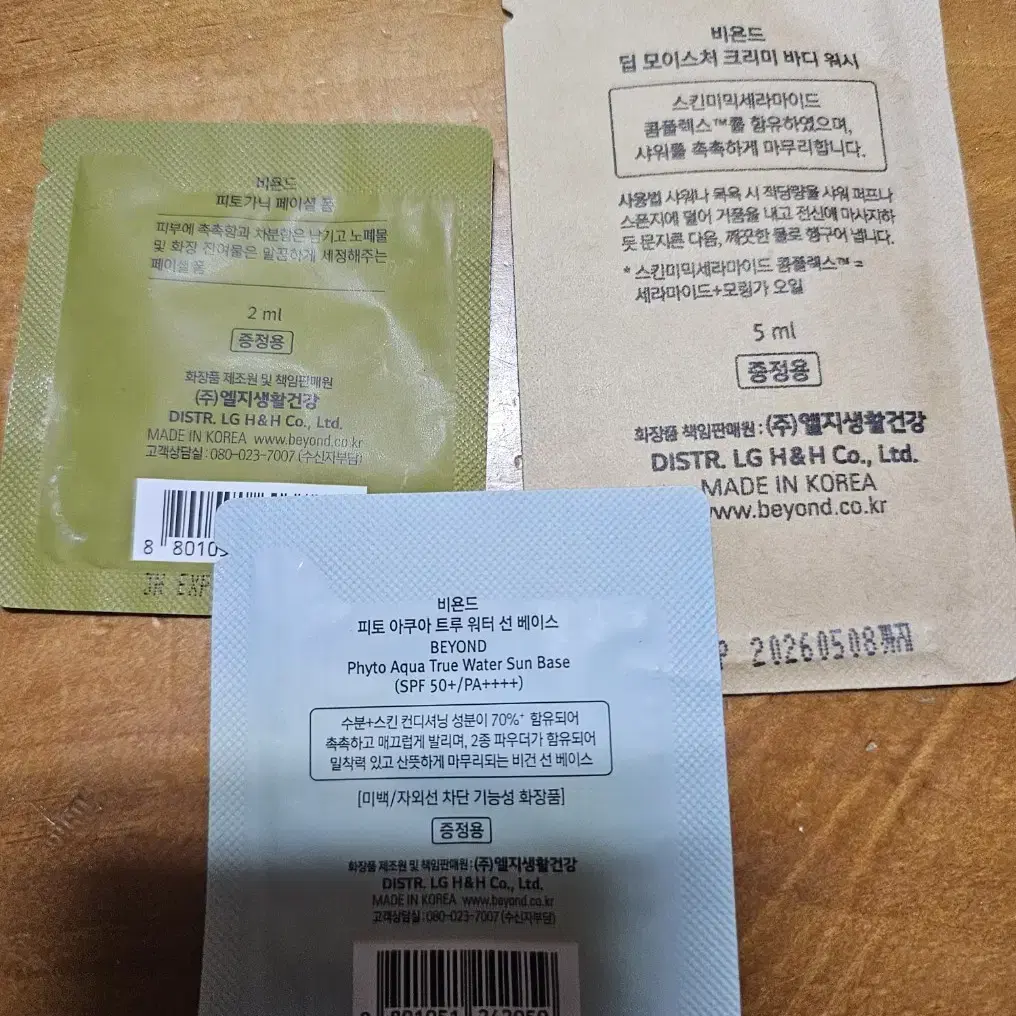 비욘드
피토가닉 페이셜 폼
피부에 촉촉함과 차분함은 남기고 노폐물
및 화장 잔여물은 말끔하게 세정해주는
페이셜 폼
2 ml
증정용
화장품 제조원 및 책임판매원
(주)엘지생활건강
DISTR. LG H&H Co., Ltd.
MADE IN KOREA www.beyond.co.kr
고객상담실 : 080-023-7007 (수신자부담)
8 8010
EXP
비욘드
딥 모이스처 크리미 바디 워시
스킨미믹세라마이드
콤플렉스™를 함유하였으며,
샤워를 촉촉하게 마무리합니다.
사용법 샤워나 목욕 시 적당량을 샤워 퍼프나
스폰지에 덜어 거품을 내고 전신에 마사지하
듯 문지른 다음, 깨끗한 물로 헹구어 냅니다.
* 스킨미믹세라마이드 콤플렉스™ =
세라마이드+모링가 오일
5 ml
증정용
화장품 책임판매원 : (주)엘지생활건강
DISTR. LG H&H Co., Ltd.
MADE IN KOREA
www.beyond.co.kr
20260508까지
비욘드
피토 아쿠아 트루 워터 선 베이스
BEYOND
Phyto Aqua True Water Sun Base
(SPF 50+/PA++++)
수분+스킨 컨디셔닝 성분이 70%⁺ 함유되어
촉촉하고 매끄럽게 발리며, 2종 파우더가 함유되어
밀착력 있고 산뜻하게 마무리되는 비건 선 베이스
[미백/자외선 차단 기능성 화장품]
증정용
화장품 제조원 및 책임판매원 : (주)엘지생활건강
DISTR. LG H&H Co., Ltd.
MADE IN KOREA www.beyond.co.kr
고객상담실 : 080-023-7007 (수신자부담)